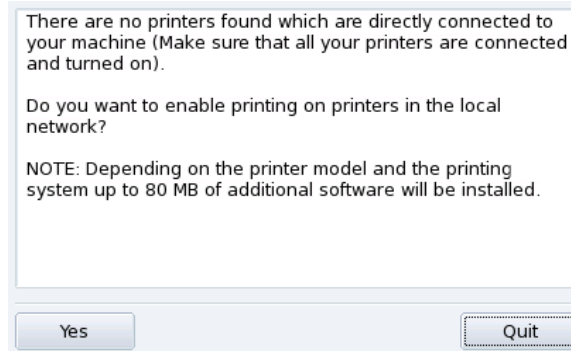 There are no printers found which are directly connected to
your machine (Make sure that all your printers are connected
and turned on).
Do you want to enable printing on printers in the local
network?
NOTE: Depending on the printer model and the printing
system up to 80 MB of additional software will be installed.
Yes
Quit